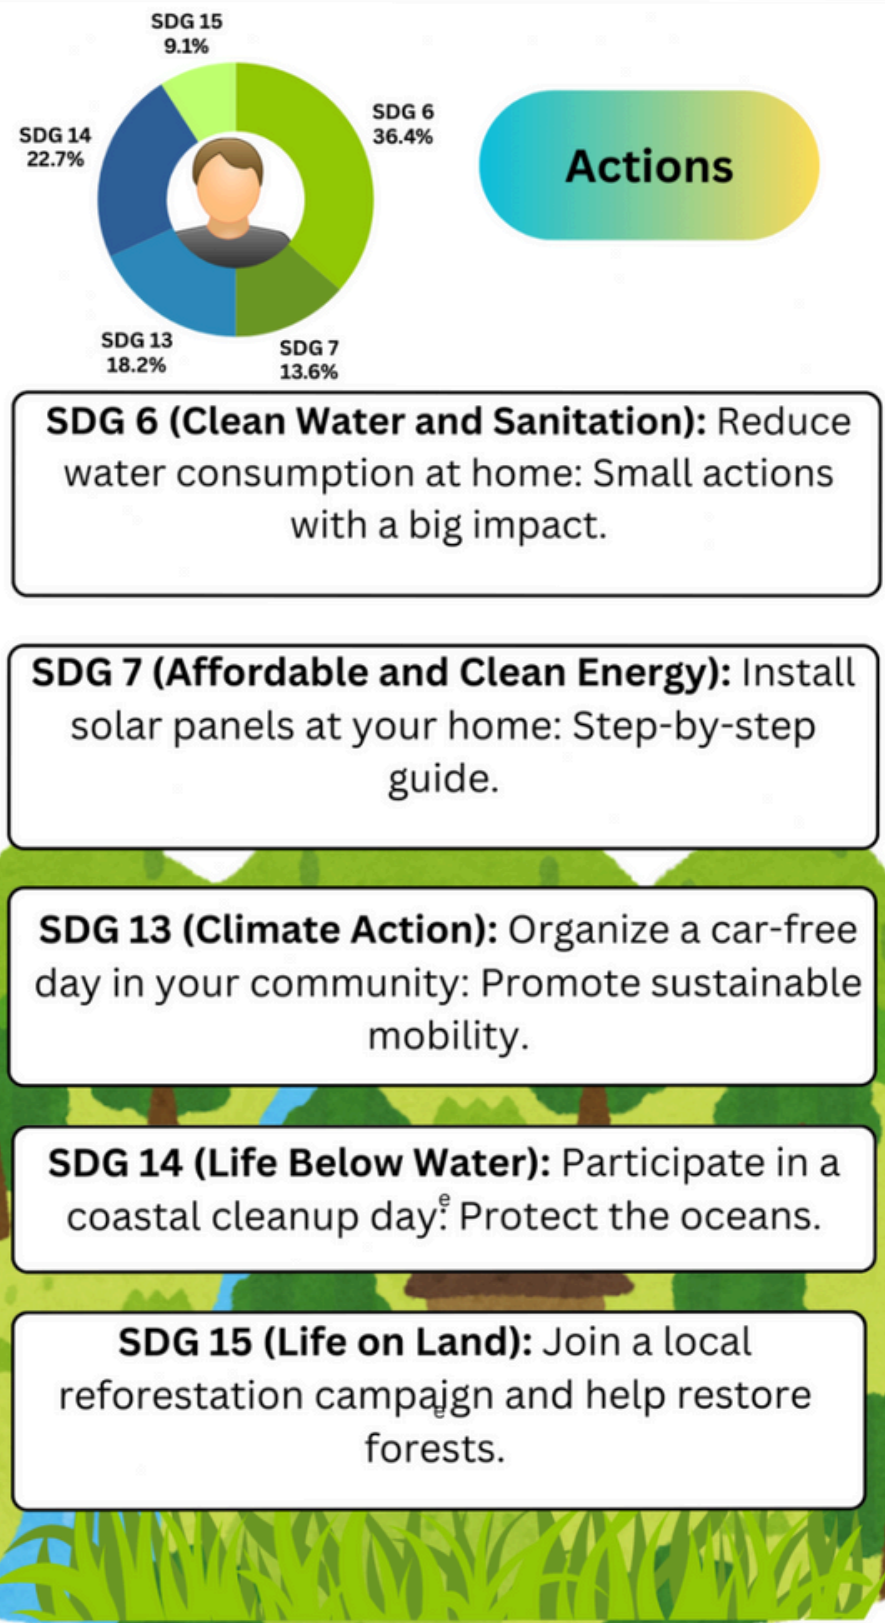 SDG 15
9.1%
SDG 6
36.4%
SDG 14
22.7%
SDG 13
18.2%
SDG 7
13.6%
Actions
SDG 6 (Clean Water and Sanitation): Reduce
water consumption at home: Small actions
with a big impact.
SDG 7 (Affordable and Clean Energy): Install
solar panels at your home: Step-by-step
guide.
SDG 13 (Climate Action): Organize a car-free
day in your community: Promote sustainable
mobility.
SDG 14 (Life Below Water): Participate in a
e
coastal cleanup day: Protect the oceans.
SDG 15 (Life on Land): Join a local
reforestation campaign and help restore
e
forests.